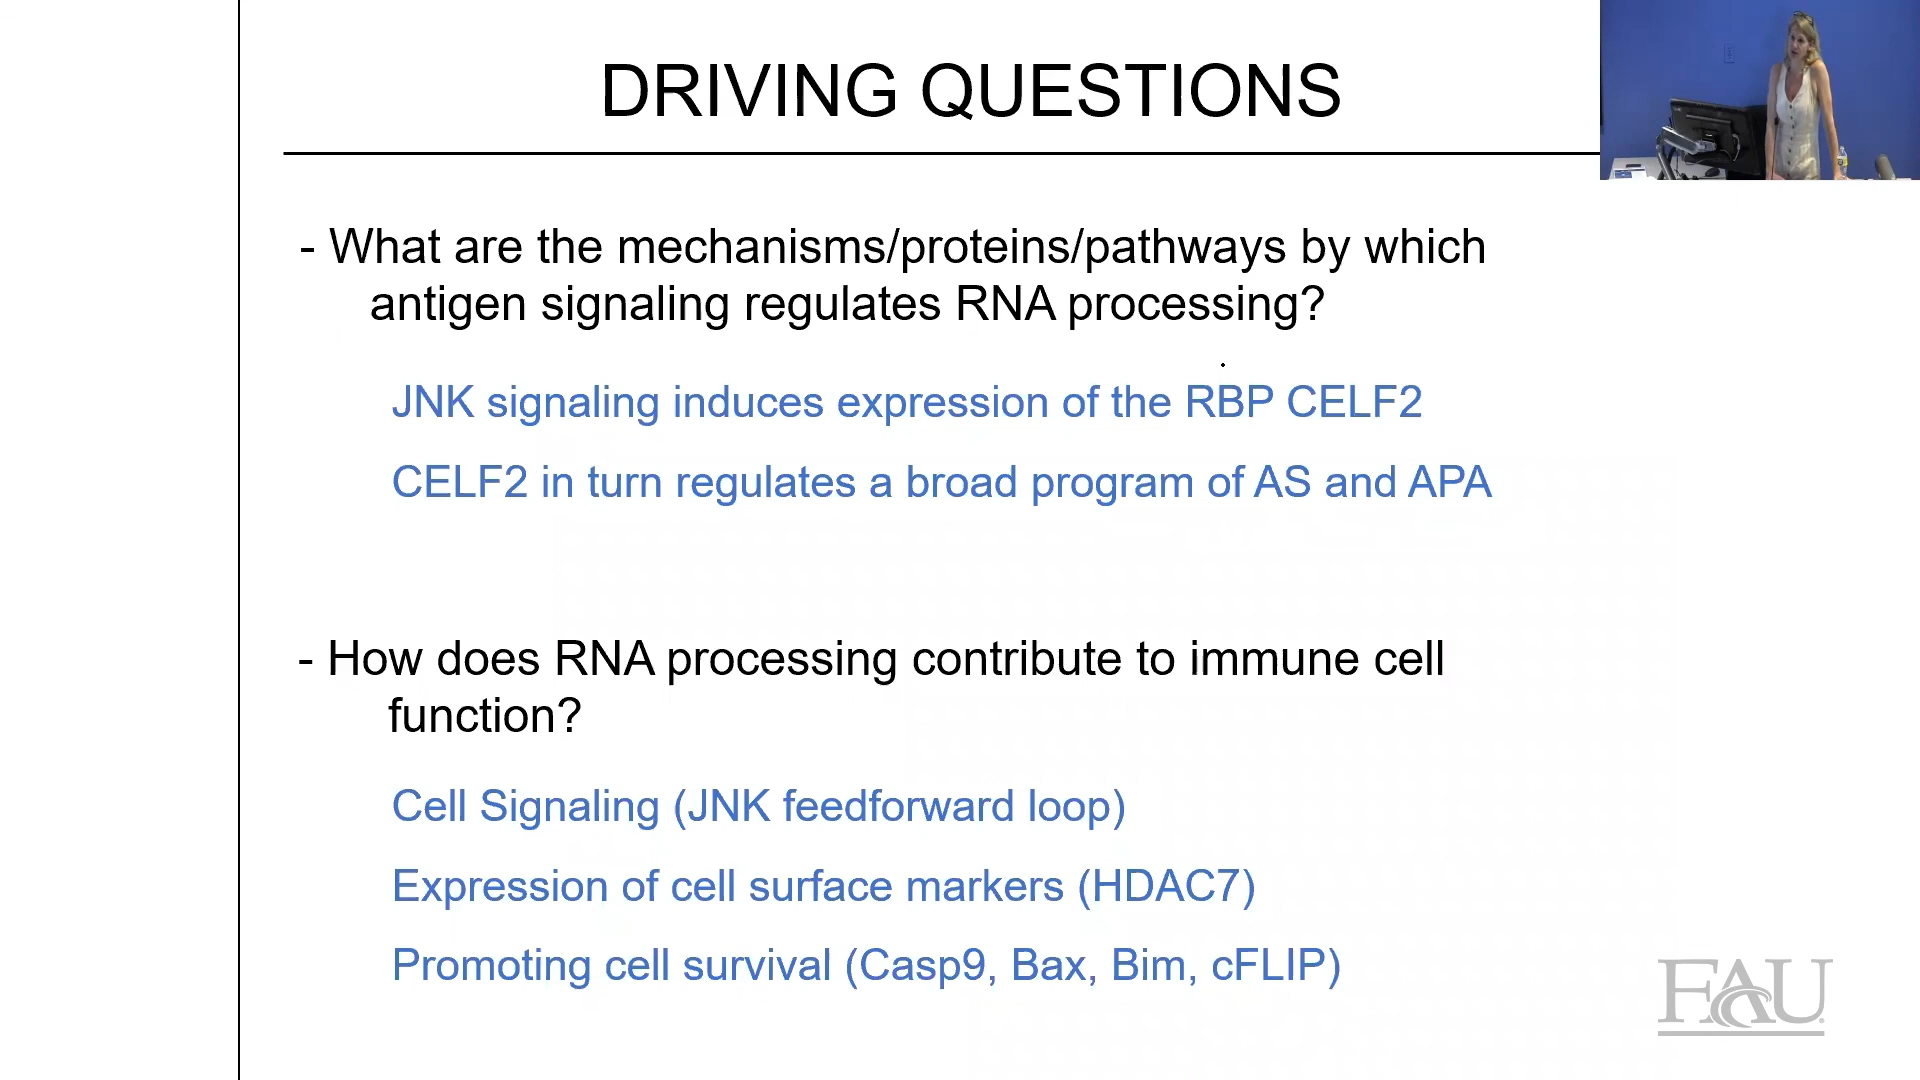 DRIVING QUESTIONS
- What are the mechanisms/proteins/pathways by which
antigen signaling regulates RNA processing?
JNK signaling induces expression of the RBP CELF2
CELF2 in turn regulates a broad program of AS and APA
- How does RNA processing contribute to immune cell
function?
Cell Signaling (JNK feedforward loop)
Expression of cell surface markers (HDAC7)
Promoting cell survival (Casp9, Bax, Bim, cFLIP)
FAU